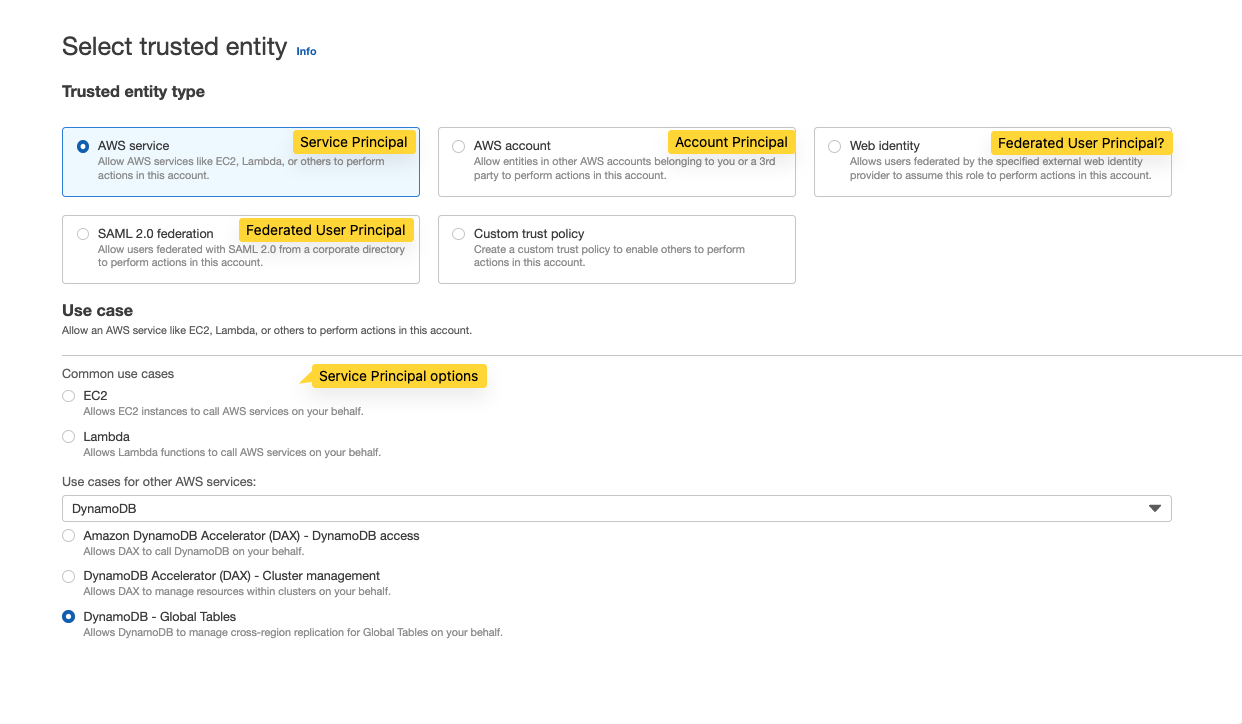 Select trusted entity Info
Trusted entity type
AWS service
Service Principal
Allow AWS services like EC2, Lambda, or others to perform
actions in this account.
AWS account
Account Principal
Allow entities in other AWS accounts belonging to you or a 3rd
party to perform actions in this account.
Web identity
Federated User Principal?
Allows users federated by the specified external web identity
provider to assume this role to perform actions in this account.
SAML 2.0 federation
Federated User Principal
Allow users federated with SAML 2.0 from a corporate directory
to perform actions in this account.
Custom trust policy
Create a custom trust policy to enable others to perform
actions in this account.
Use case
Allow an AWS service like EC2, Lambda, or others to perform actions in this account.
Common use cases
Service Principal options
EC2
Allows EC2 instances to call AWS services on your behalf.
Lambda
Allows Lambda functions to call AWS services on your behalf.
Use cases for other AWS services:
DynamoDB
Amazon DynamoDB Accelerator (DAX) - DynamoDB access
Allows DAX to call DynamoDB on your behalf.
DynamoDB Accelerator (DAX) - Cluster management
Allows DAX to manage resources within clusters on your behalf.
DynamoDB - Global Tables
Allows DynamoDB to manage cross-region replication for Global Tables on your behalf.